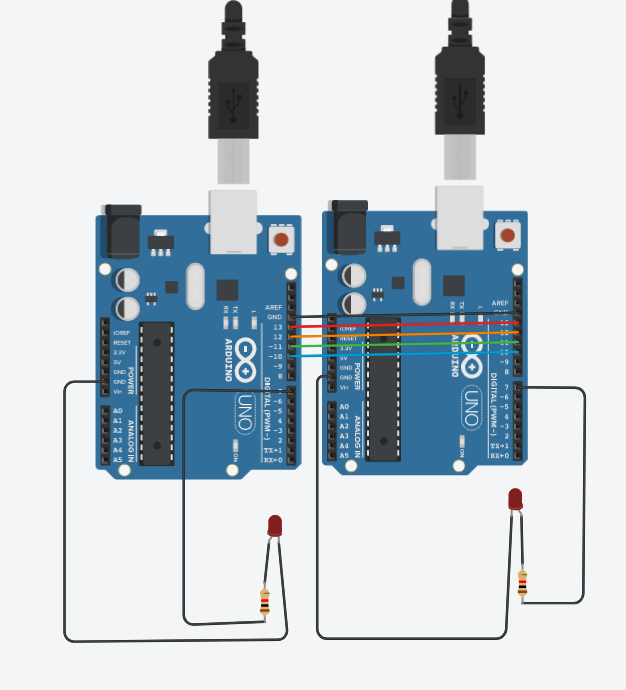 AREF
GND
13
12
~11
~10
~9
8
7
~6
~5
4
~3
2
TX→1
RX←0
DIGITAL (PWM~)
RX
TX
L
ARDUINO
UNO
ON
IOREF
RESET
3.3V
5V
GND
GND
Vin
POWER
A0
A1
A2
A3
A4
A5
ANALOG IN
AREF
~9
8
7
~6
~5
4
~3
2
TX→1
RX←0
DIGITAL (PWM~)
RX
TX
L
UNO
ON
IOREF
RESET
3.3V
5V
GND
GND
Vin
POWER
A0
A1
A2
A3
A4
A5
ANALOG IN